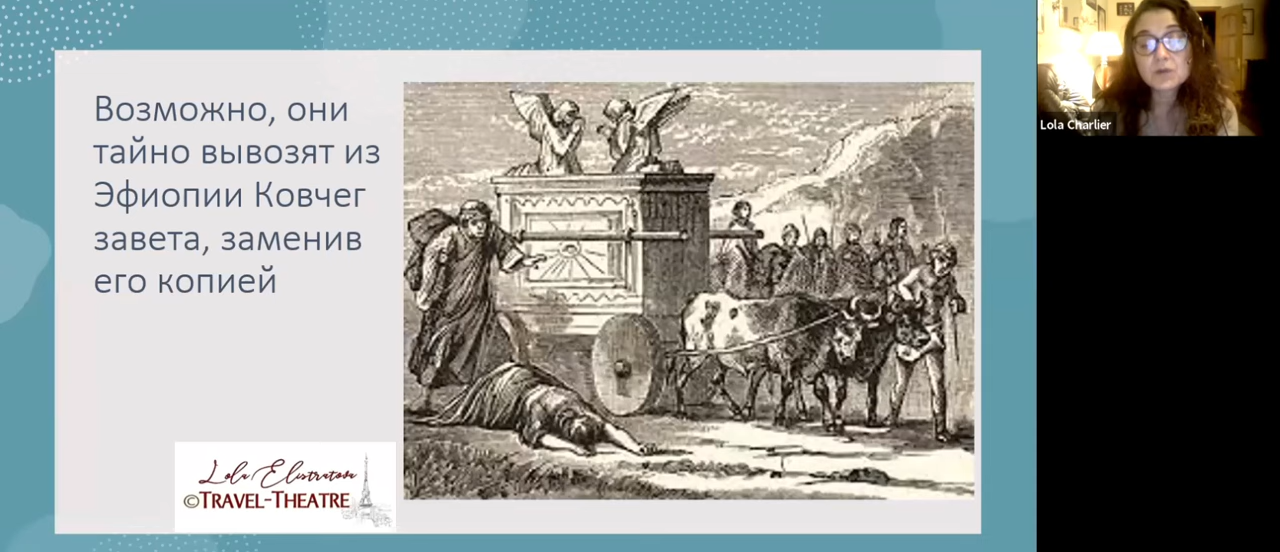 Возможно, они
тайно вывозят из
Эфиопии Ковчег
завета, заменив
его копией
Lola Elistratova
©TRAVEL-THEATRE
Lola Charlier